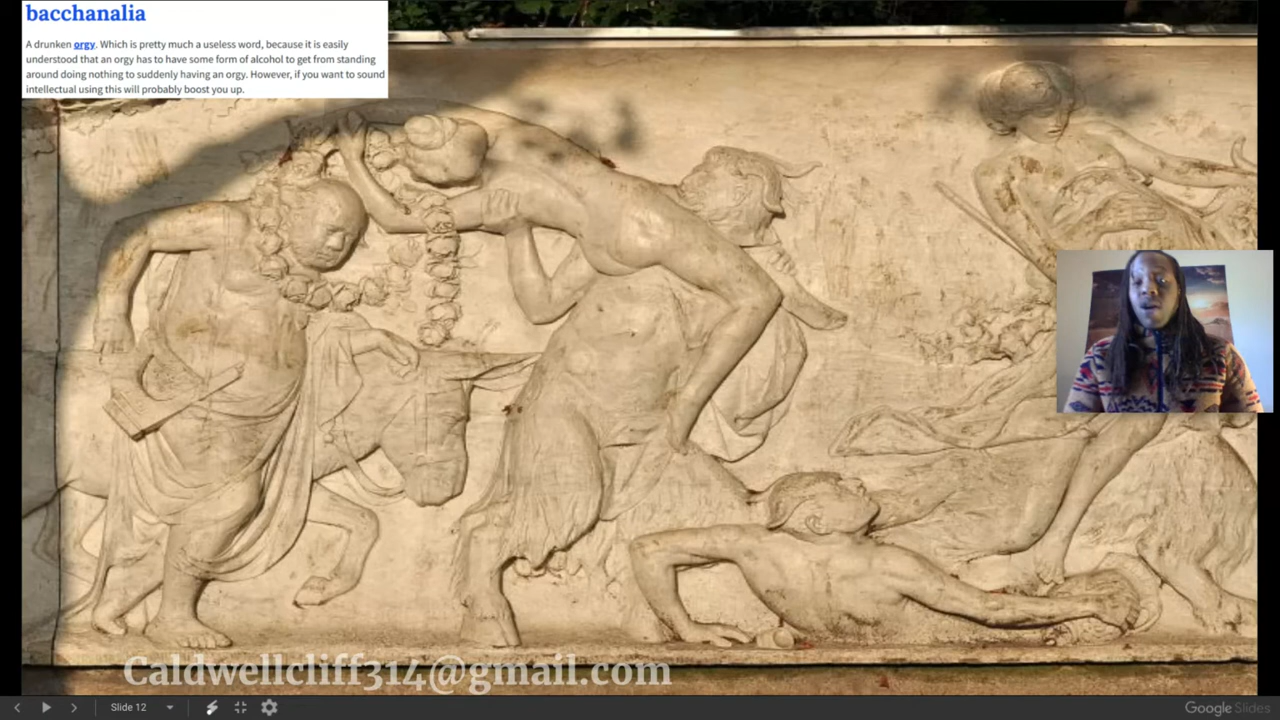 bacchanalia
A drunken orgy. Which is pretty much a useless word, because it is easily
understood that an orgy has to have some form of alcohol to get from standing
around doing nothing to suddenly having an orgy. However, if you want to sound
intellectual using this will probably boost you up.
Caldwellcliff314@gmail.com
Slide 12
Google Slides